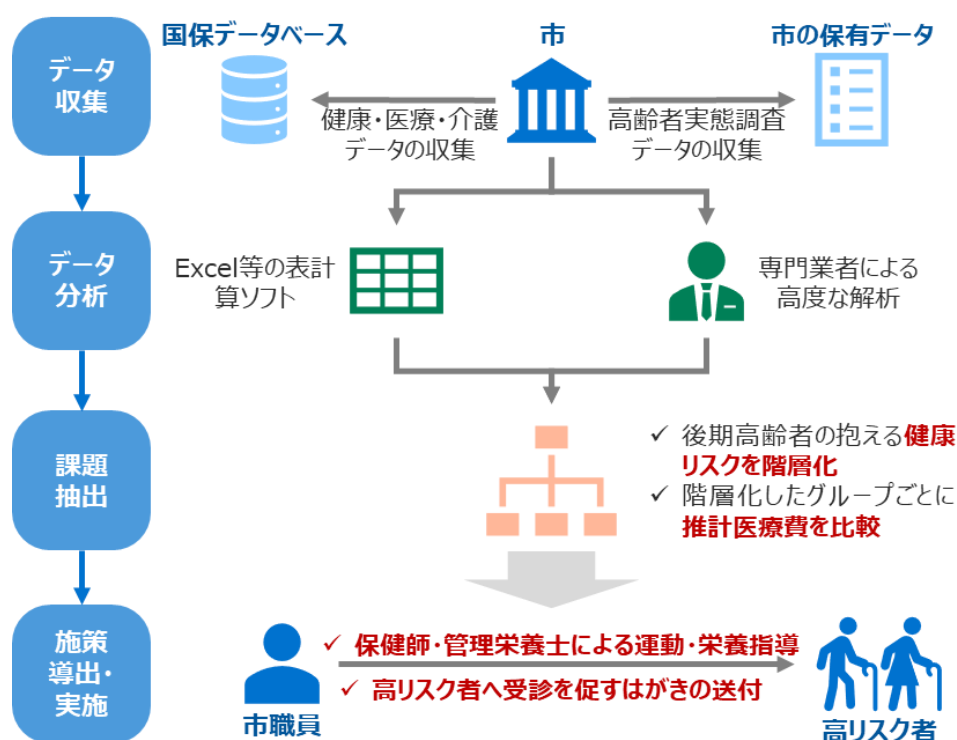 データ
収集
国保データベース
市
市の保有データ
健康・医療・介護
データの収集
高齢者実態調査
データの収集
データ
分析
Excel等の表計
算ソフト
専門業者による
高度な解析
課題
抽出
✓ 後期高齢者の抱える健康
リスクを階層化
✓ 階層化したグループごとに
推計医療費を比較
施策
導出・
実施
✓ 保健師・管理栄養士による運動・栄養指導
✓ 高リスク者へ受診を促すはがきの送付
市職員
高リスク者